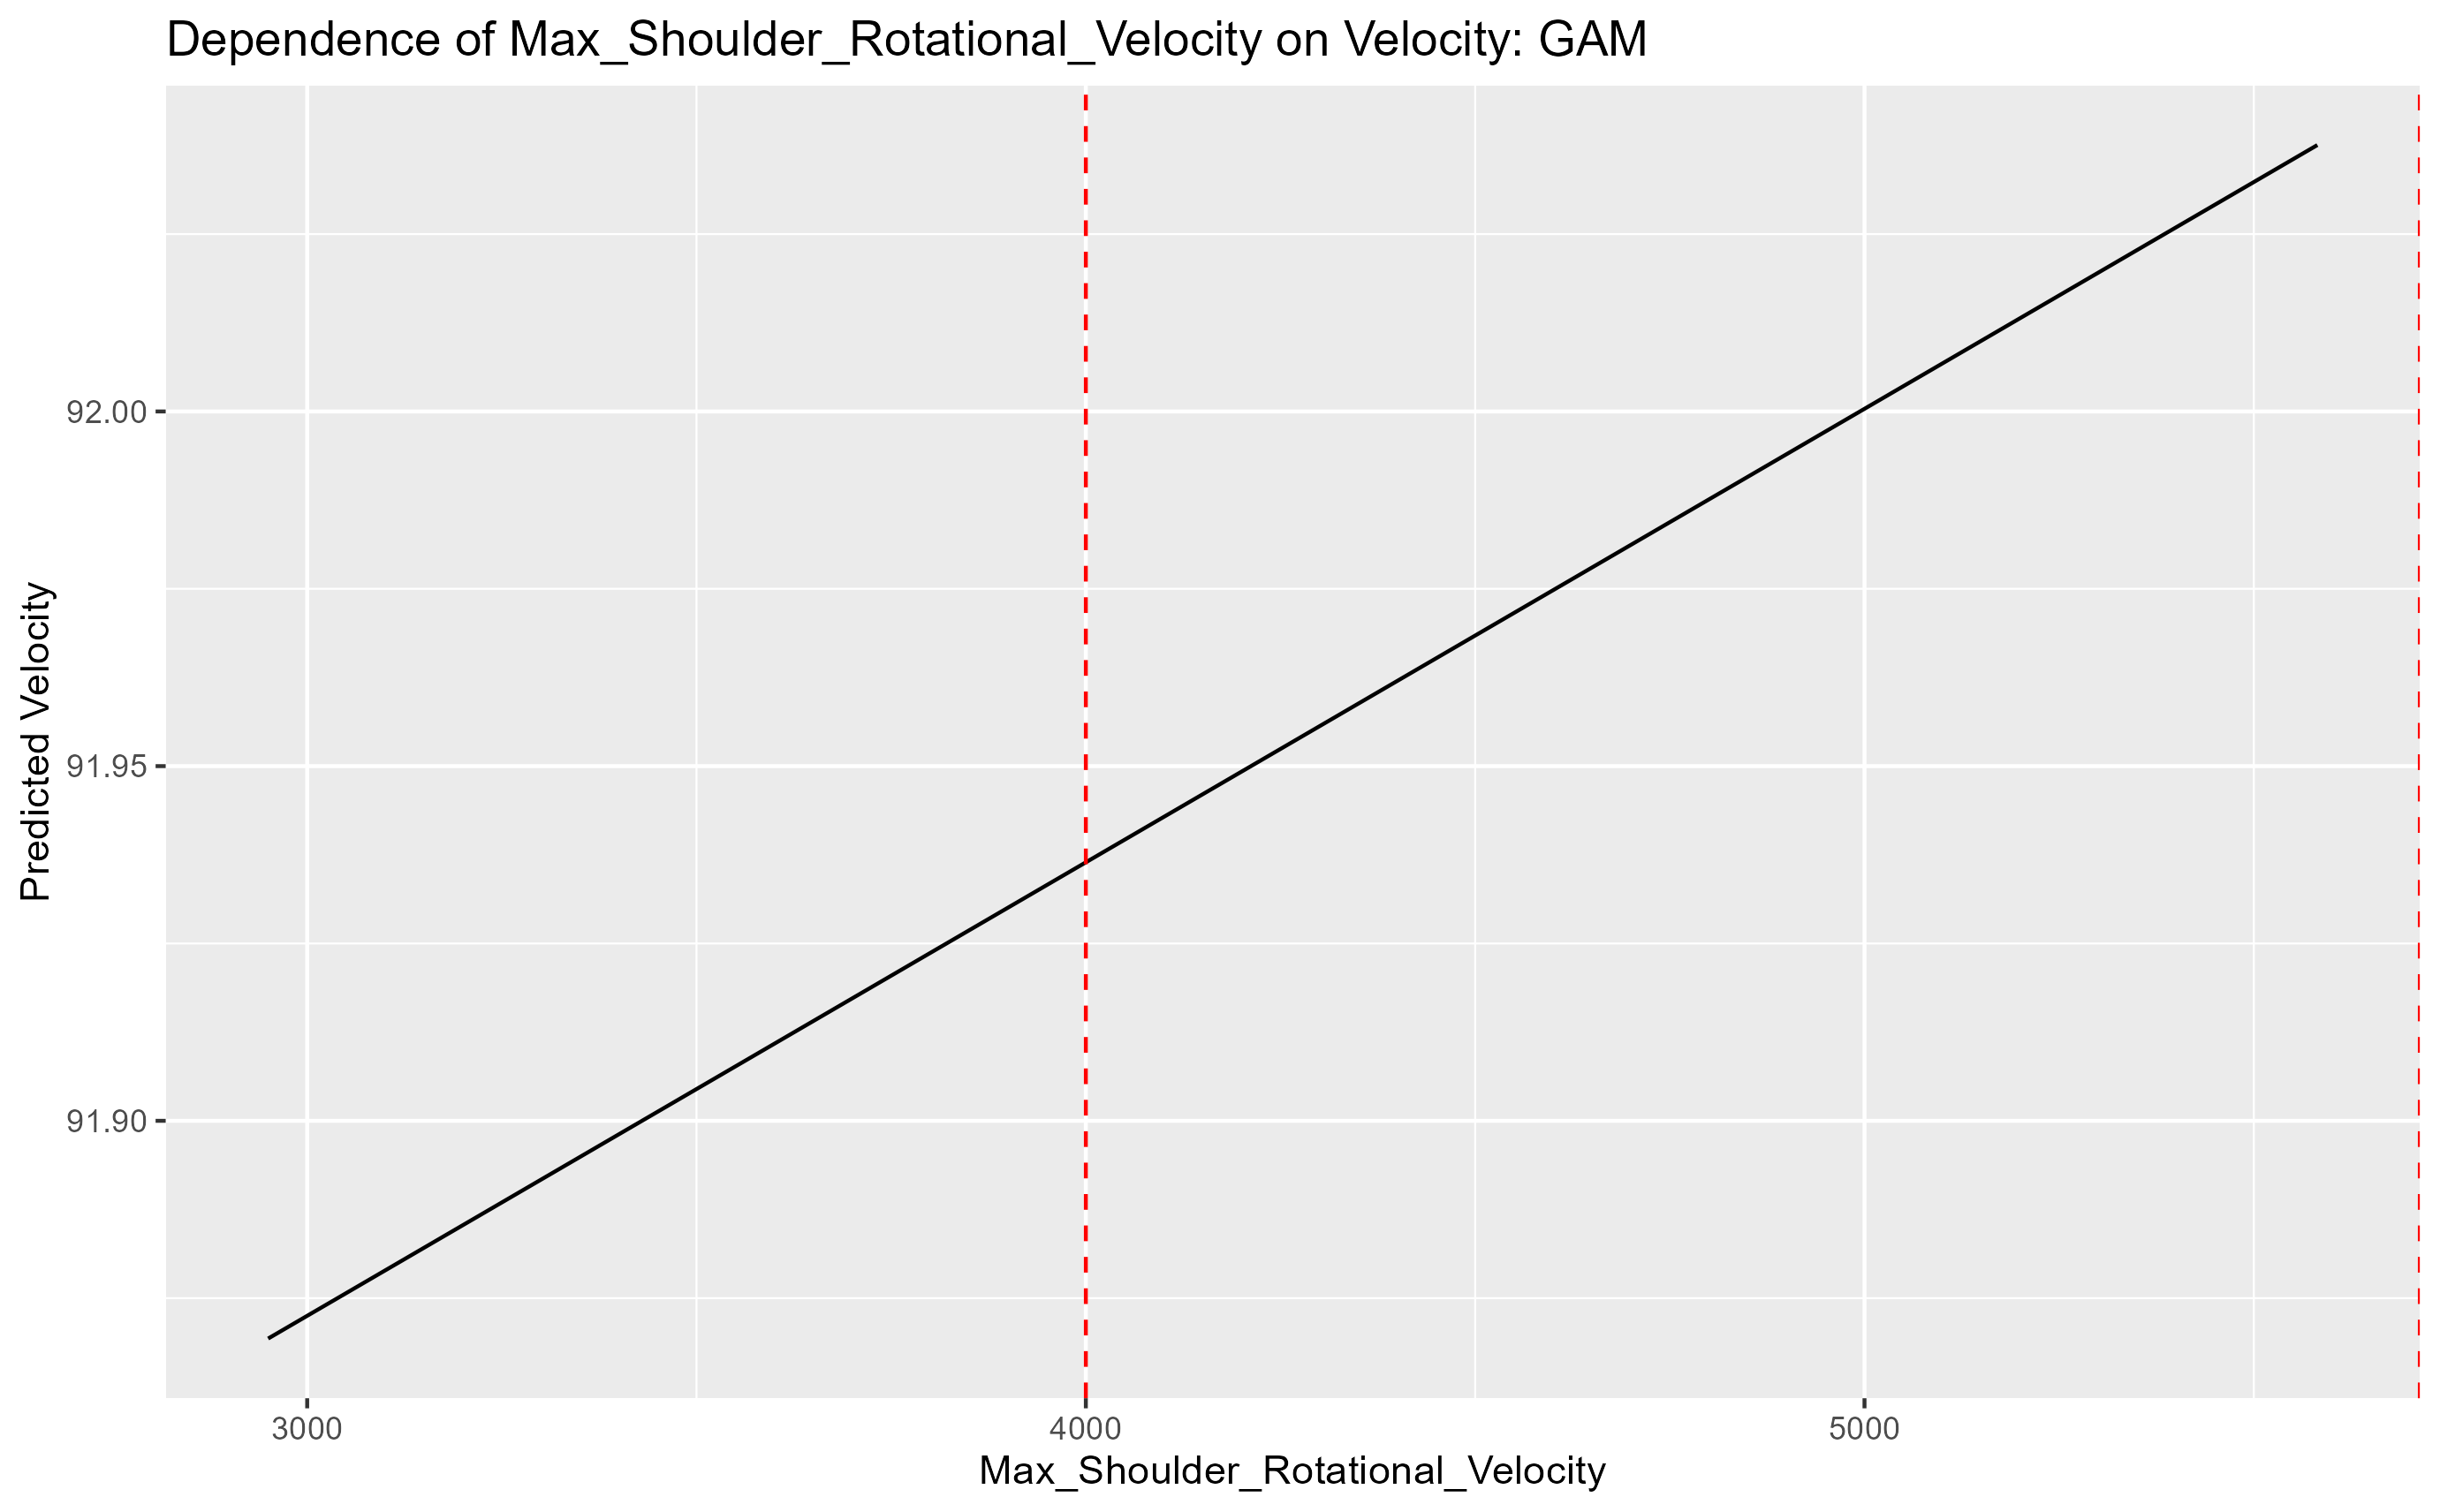 Dependence of Max_Shoulder_Rotational_Velocity on Velocity: GAM
Predicted Velocity
92.00
91.95
91.90
3000
4000
5000
Max_Shoulder_Rotational_Velocity